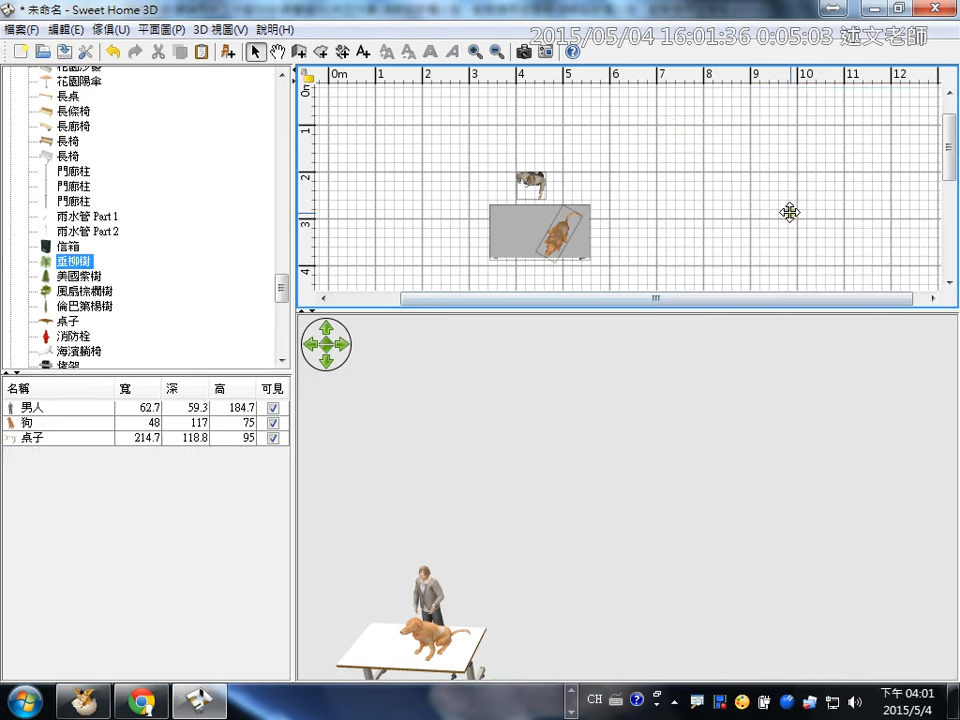 * 未命名 - Sweet Home 3D
檔案(F) 編輯(E) 傢俱(U) 平面圖(P) 3D 視圖(V) 說明(H)
2015/05/04 16:01:36 0:05:03 述文老師
花園陽傘
長桌
長條椅
長廊椅
長椅
長椅
門廊柱
門廊柱
門廊柱
雨水管 Part 1
雨水管 Part 2
信箱
垂柳樹
美國紫樹
風扇棕櫚樹
倫巴第楊樹
桌子
消防栓
海濱躺椅
0m 1 2 3 4 5 6 7 8 9 10 11 12
0m
1
2
3
4
名稱 寬 深 高 可見
男人 62.7 59.3 184.7
狗 48 117 75
桌子 214.7 118.8 95
CH
下午 04:01
2015/5/4